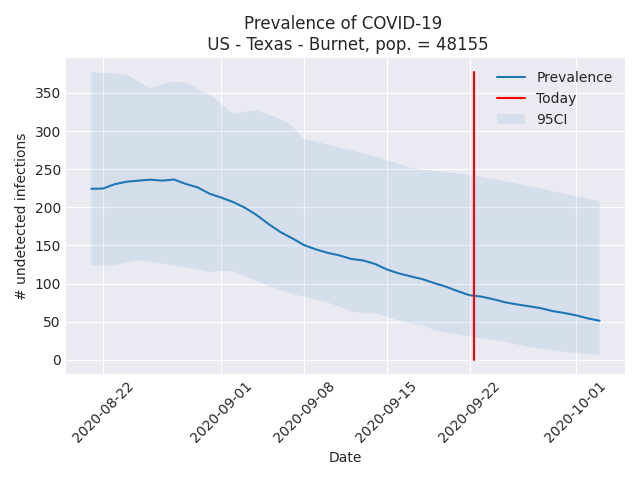 Prevalence of COVID-19
US - Texas - Burnet, pop. = 48155
Prevalence
Today
95CI
# undetected infections
350
300
250
200
150
100
50
0
2020-08-22
2020-09-01
2020-09-08
2020-09-15
2020-09-22
2020-10-01
Date